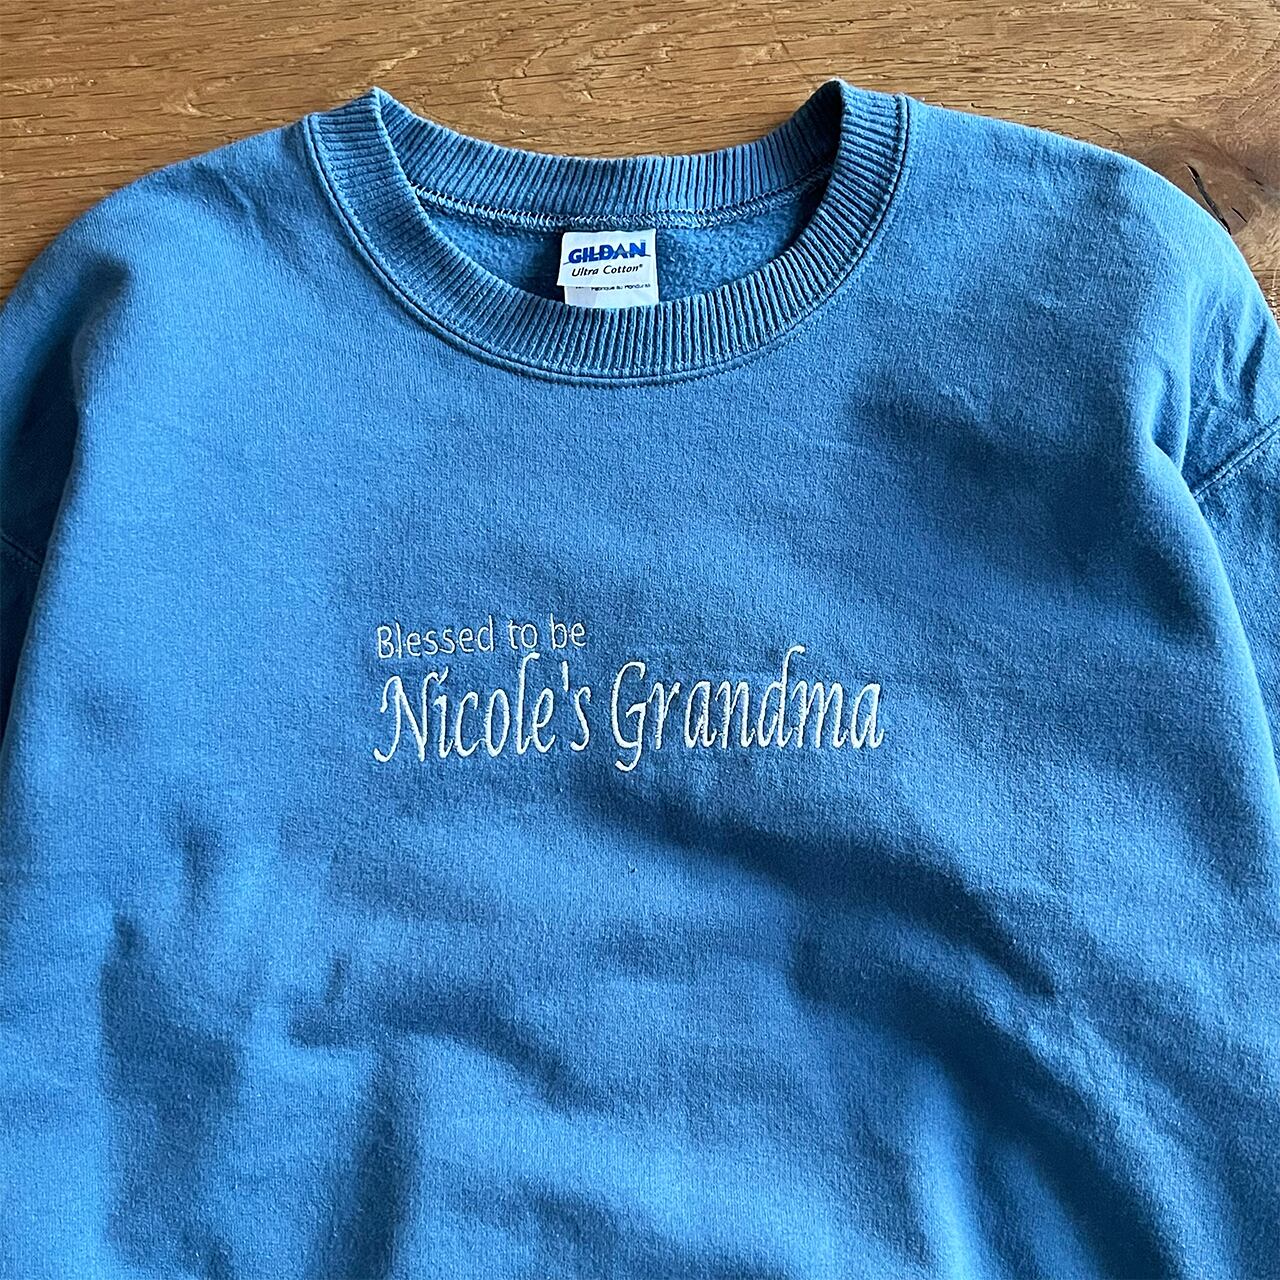 GILDAN
Ultra Cotton®
Blessed to be
Nicole's Grandma